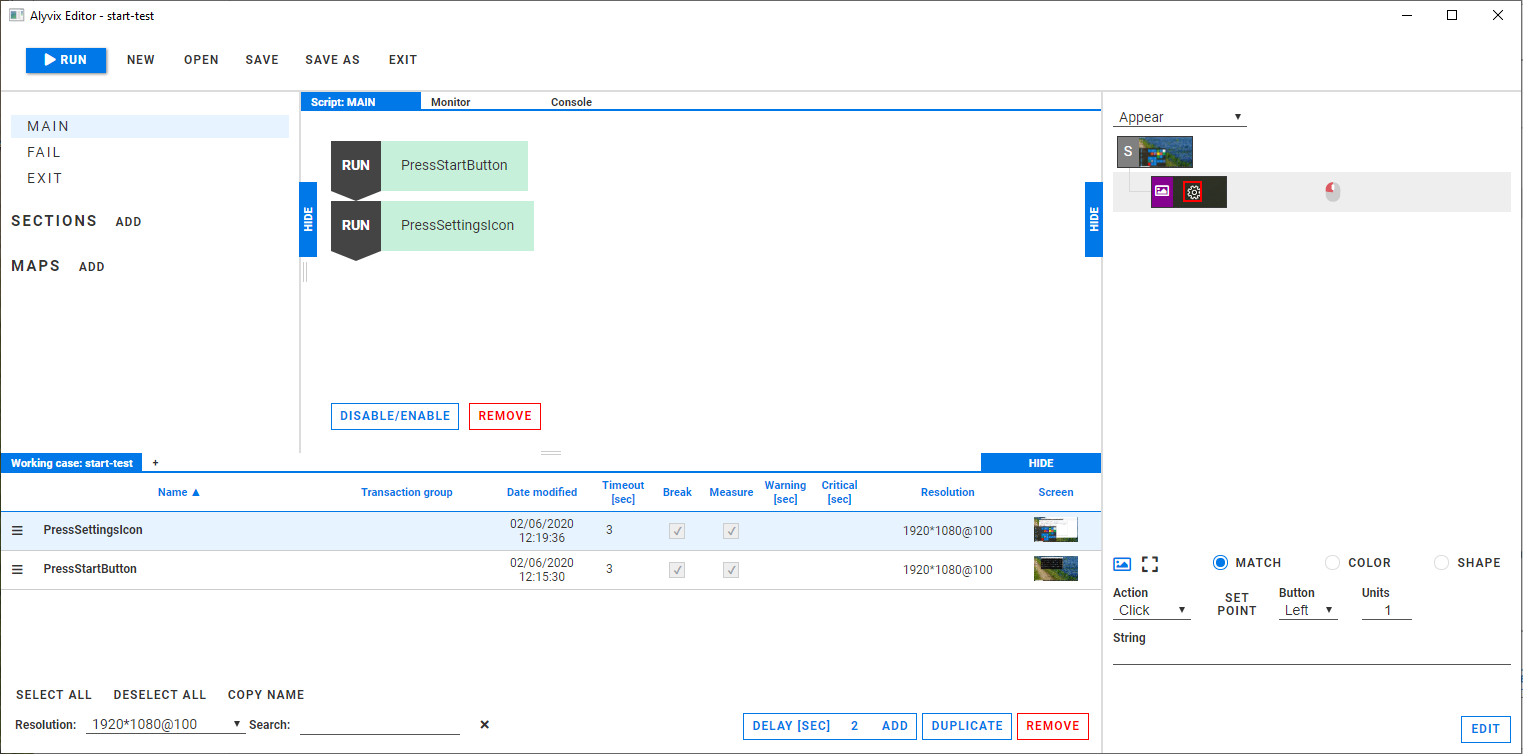 Alyvix Editor - start-test
RUN NEW OPEN SAVE SAVE AS EXIT
MAIN
FAIL
EXIT
SECTIONS ADD
MAPS ADD
Script: MAIN Monitor Console
RUN PressStartButton
RUN PressSettingsIcon
HIDE
HIDE
DISABLE/ENABLE REMOVE
Appear
S
Working case: start-test + HIDE
Name ▲ Transaction group Date modified Timeout [sec] Break Measure Warning [sec] Critical [sec] Resolution Screen
PressSettingsIcon 02/06/2020 12:19:36 3 1920*1080@100
PressStartButton 02/06/2020 12:15:30 3 1920*1080@100
SELECT ALL DESELECT ALL COPY NAME
Resolution: 1920*1080@100 Search: ×
DELAY [SEC] 2 ADD DUPLICATE REMOVE
MATCH COLOR SHAPE
Action Button Units
Click SET POINT Left 1
String
EDIT